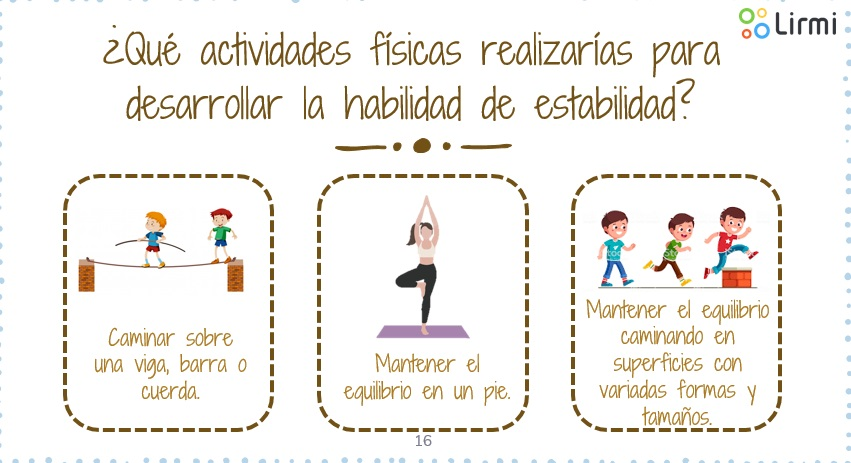 Lirmi
¿Qué actividades físicas realizarías para
desarrollar la habilidad de estabilidad?
Caminar sobre
una viga, barra o
cuerda.
Mantener el
equilibrio en un pie.
Mantener el equilibrio
caminando en
superficies con
variadas formas y
tamaños.
16